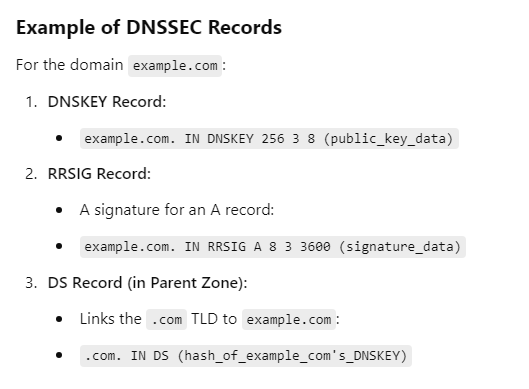 Example of DNSSEC Records
For the domain example.com:
1. DNSKEY Record:
• example.com. IN DNSKEY 256 3 8 (public_key_data)
2. RRSIG Record:
• A signature for an A record:
• example.com. IN RRSIG A 8 3 3600 (signature_data)
3. DS Record (in Parent Zone):
• Links the .com TLD to example.com:
• .com. IN DS (hash_of_example_com's_DNSKEY)